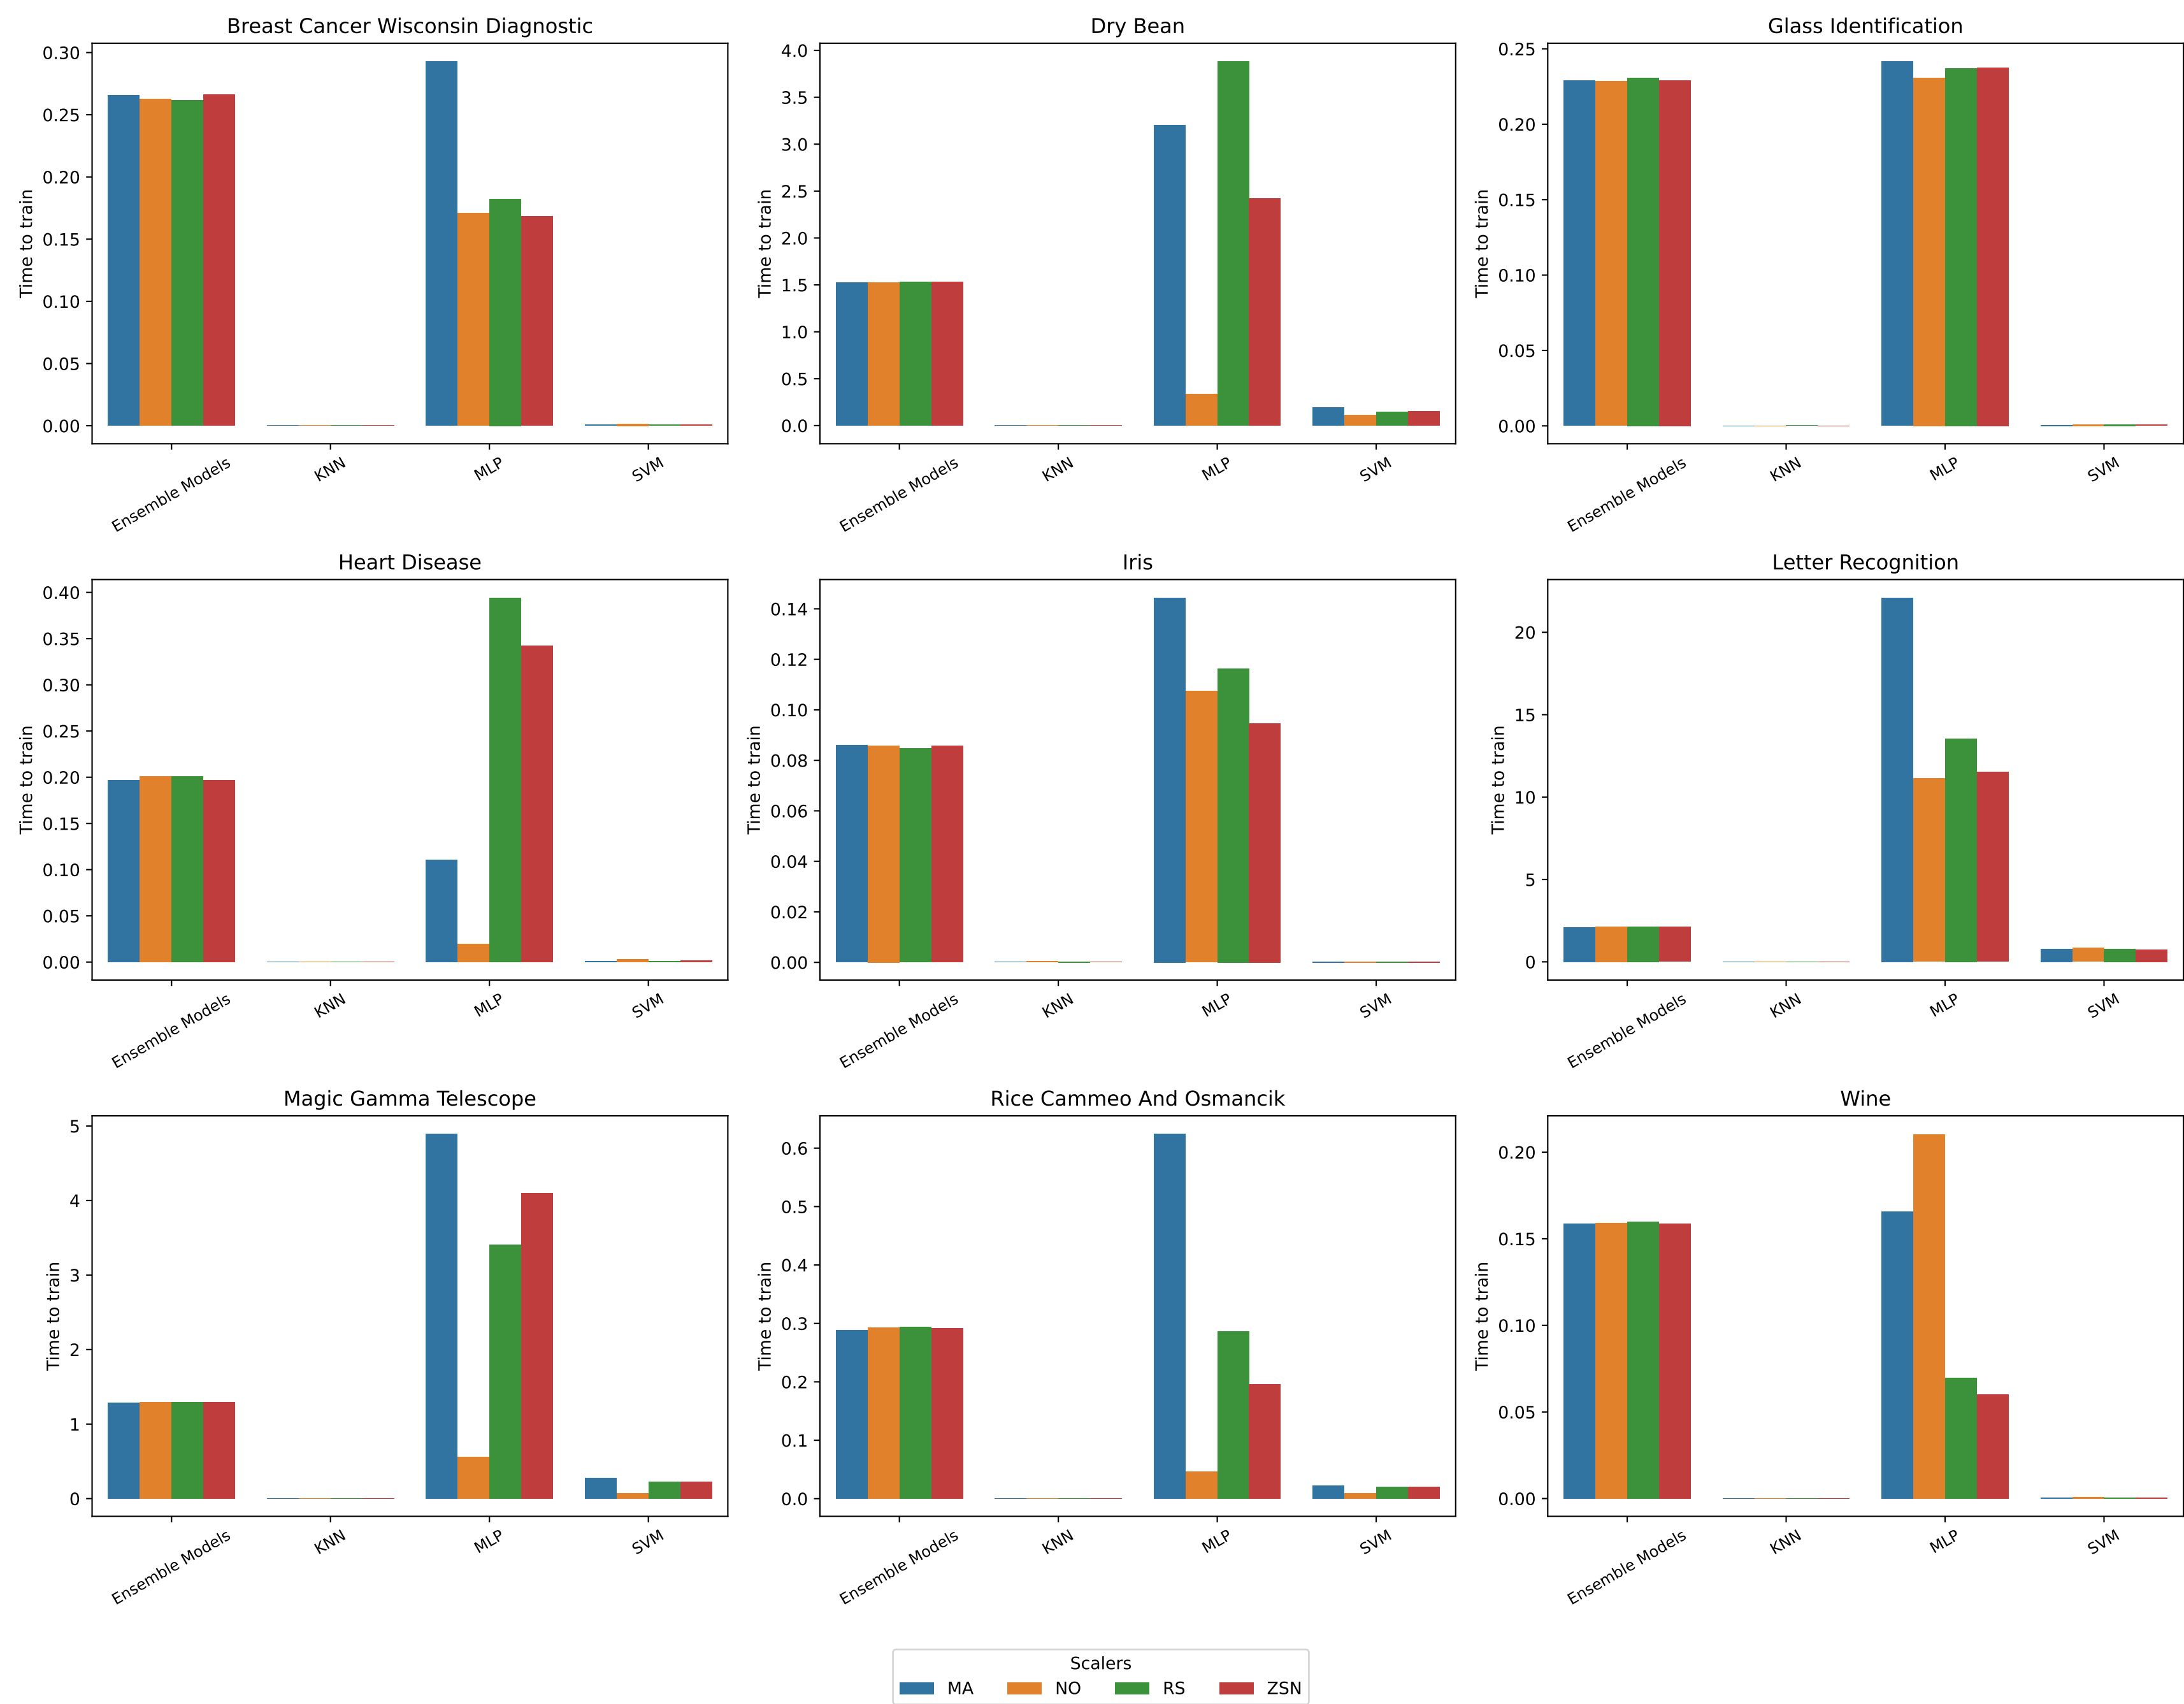 Breast Cancer Wisconsin Diagnostic
Time to train
0.30
0.25
0.20
0.15
0.10
0.05
0.00
Ensemble Models
KNN
MLP
SVM
Dry Bean
Time to train
4.0
3.5
3.0
2.5
2.0
1.5
1.0
0.5
0.0
Ensemble Models
KNN
MLP
SVM
Glass Identification
Time to train
0.25
0.20
0.15
0.10
0.05
0.00
Ensemble Models
KNN
MLP
SVM
Heart Disease
Time to train
0.40
0.35
0.30
0.25
0.20
0.15
0.10
0.05
0.00
Ensemble Models
KNN
MLP
SVM
Iris
Time to train
0.14
0.12
0.10
0.08
0.06
0.04
0.02
0.00
Ensemble Models
KNN
MLP
SVM
Letter Recognition
Time to train
20
15
10
5
0
Ensemble Models
KNN
MLP
SVM
Magic Gamma Telescope
Time to train
5
4
3
2
1
0
Ensemble Models
KNN
MLP
SVM
Rice Cammeo And Osmancik
Time to train
0.6
0.5
0.4
0.3
0.2
0.1
0.0
Ensemble Models
KNN
MLP
SVM
Wine
Time to train
0.20
0.15
0.10
0.05
0.00
Ensemble Models
KNN
MLP
SVM
Scalers
MA NO RS ZSN